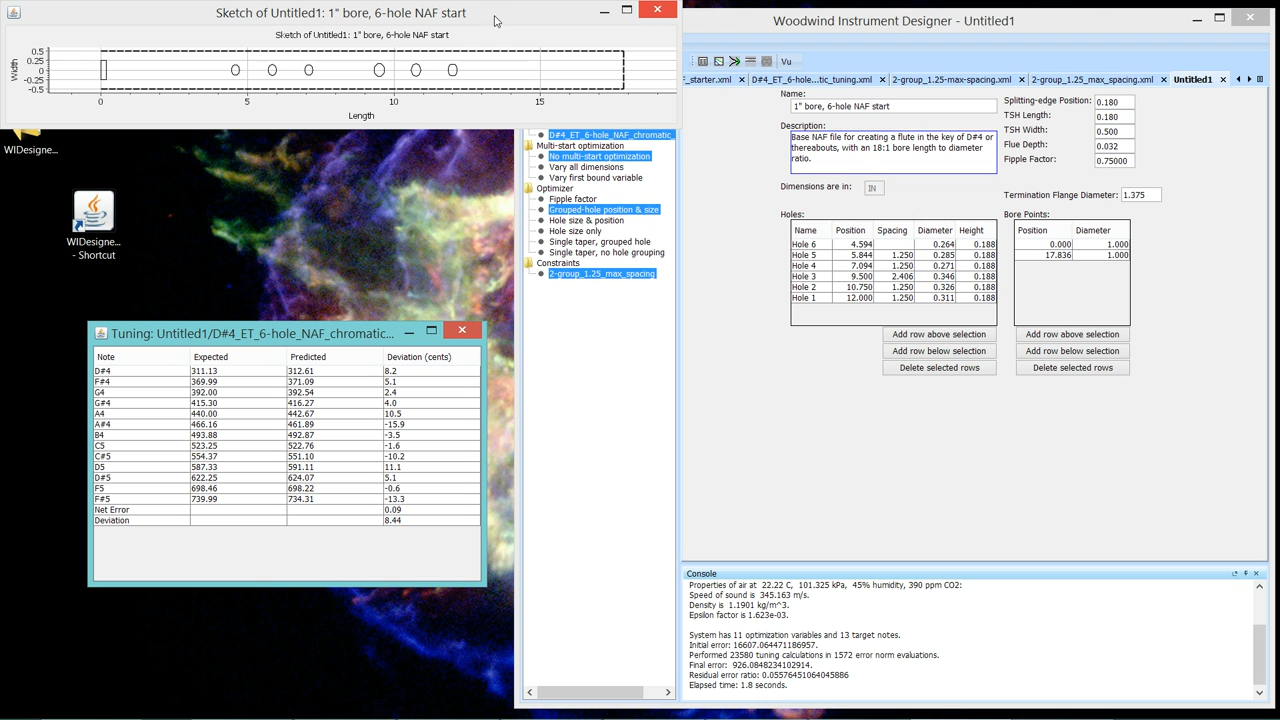 Sketch of Untitled1: 1" bore, 6-hole NAF start
Sketch of Untitled1: 1" bore, 6-hole NAF start
Width
0.5
0.25
0
-0.25
-0.5
0 5 10 15
Length
WIDesigne...
WIDesigne...
- Shortcut
Woodwind Instrument Designer - Untitled1
Vu
F_starter.xml D#4_ET_6-hole...tic_tuning.xml 2-group_1.25-max-spacing.xml 2-group_1.25_max_spacing.xml Untitled1
D#4_ET_6-hole_NAF_chromatic_
Multi-start optimization
No multi-start optimization
Vary all dimensions
Vary first bound variable
Optimizer
Fipple factor
Grouped-hole position & size
Hole size & position
Hole size only
Single taper, grouped hole
Single taper, no hole grouping
Constraints
2-group_1.25_max_spacing
Name:
1" bore, 6-hole NAF start
Description:
Base NAF file for creating a flute in the key of D#4 or
thereabouts, with an 18:1 bore length to diameter
ratio.
Dimensions are in: IN
Splitting-edge Position: 0.180
TSH Length: 0.180
TSH Width: 0.500
Flue Depth: 0.032
Fipple Factor: 0.75000
Termination Flange Diameter: 1.375
Holes:
Name Position Spacing Diameter Height
Hole 6 4.594 0.264 0.188
Hole 5 5.844 1.250 0.285 0.188
Hole 4 7.094 1.250 0.271 0.188
Hole 3 9.500 2.406 0.346 0.188
Hole 2 10.750 1.250 0.326 0.188
Hole 1 12.000 1.250 0.311 0.188
Add row above selection
Add row below selection
Delete selected rows
Bore Points:
Position Diameter
0.000 1.000
17.836 1.000
Add row above selection
Add row below selection
Delete selected rows
Tuning: Untitled1/D#4_ET_6-hole_NAF_chromatic...
Note Expected Predicted Deviation (cents)
D#4 311.13 312.61 8.2
F#4 369.99 371.09 5.1
G4 392.00 392.54 2.4
G#4 415.30 416.27 4.0
A4 440.00 442.67 10.5
A#4 466.16 461.89 -15.9
B4 493.88 492.87 -3.5
C5 523.25 522.76 -1.6
C#5 554.37 551.10 -10.2
D5 587.33 591.11 11.1
D#5 622.25 624.07 5.1
F5 698.46 698.22 -0.6
F#5 739.99 734.31 -13.3
Net Error 0.09
Deviation 8.44
Console
Properties of air at 22.22 C, 101.325 kPa, 45% humidity, 390 ppm CO2:
Speed of sound is 345.163 m/s.
Density is 1.1901 kg/m^3.
Epsilon factor is 1.623e-03.
System has 11 optimization variables and 13 target notes.
Initial error: 16607.064471186957.
Performed 23580 tuning calculations in 1572 error norm evaluations.
Final error: 926.0848234102914.
Residual error ratio: 0.05576451064045886
Elapsed time: 1.8 seconds.